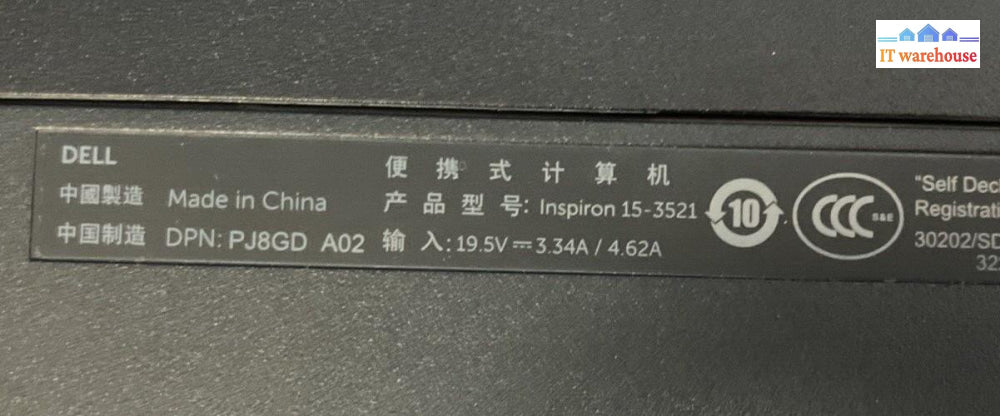 IT warehouse
DELL
中國製造 Made in China
中国制造 DPN: PJ8GD A02
便携式计算机
产品型号: Inspiron 15-3521
输入: 19.5V⎓3.34A / 4.62A
10
CCC S&E
"Self Dec
Registrati
30202/SD
32